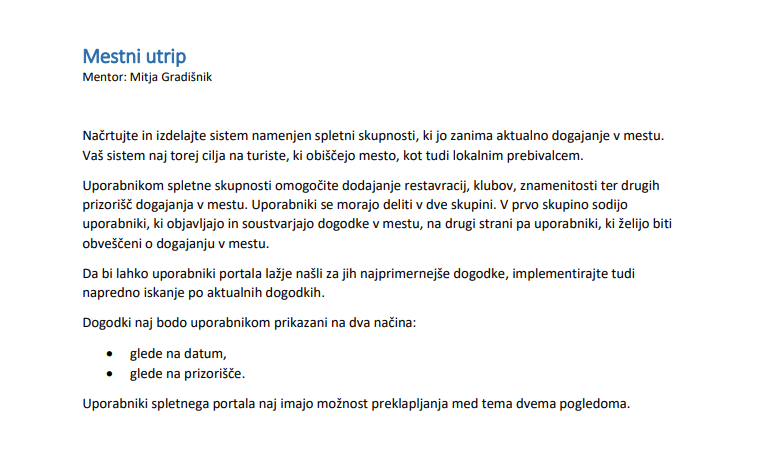 Mestni utrip
Mentor: Mitja Gradišnik
Načrtujte in izdelajte sistem namenjen spletni skupnosti, ki jo zanima aktualno dogajanje v mestu.
Vaš sistem naj torej cilja na turiste, ki obiščejo mesto, kot tudi lokalnim prebivalcem.
Uporabnikom spletne skupnosti omogočite dodajanje restavracij, klubov, znamenitosti ter drugih
prizorišč dogajanja v mestu. Uporabniki se morajo deliti v dve skupini. V prvo skupino sodijo
uporabniki, ki objavljajo in soustvarjajo dogodke v mestu, na drugi strani pa uporabniki, ki želijo biti
obveščeni o dogajanju v mestu.
Da bi lahko uporabniki portala lažje našli za jih najprimernejše dogodke, implementirajte tudi
napredno iskanje po aktualnih dogodkih.
Dogodki naj bodo uporabnikom prikazani na dva načina:
• glede na datum,
• glede na prizorišče.
Uporabniki spletnega portala naj imajo možnost preklapljanja med tema dvema pogledoma.